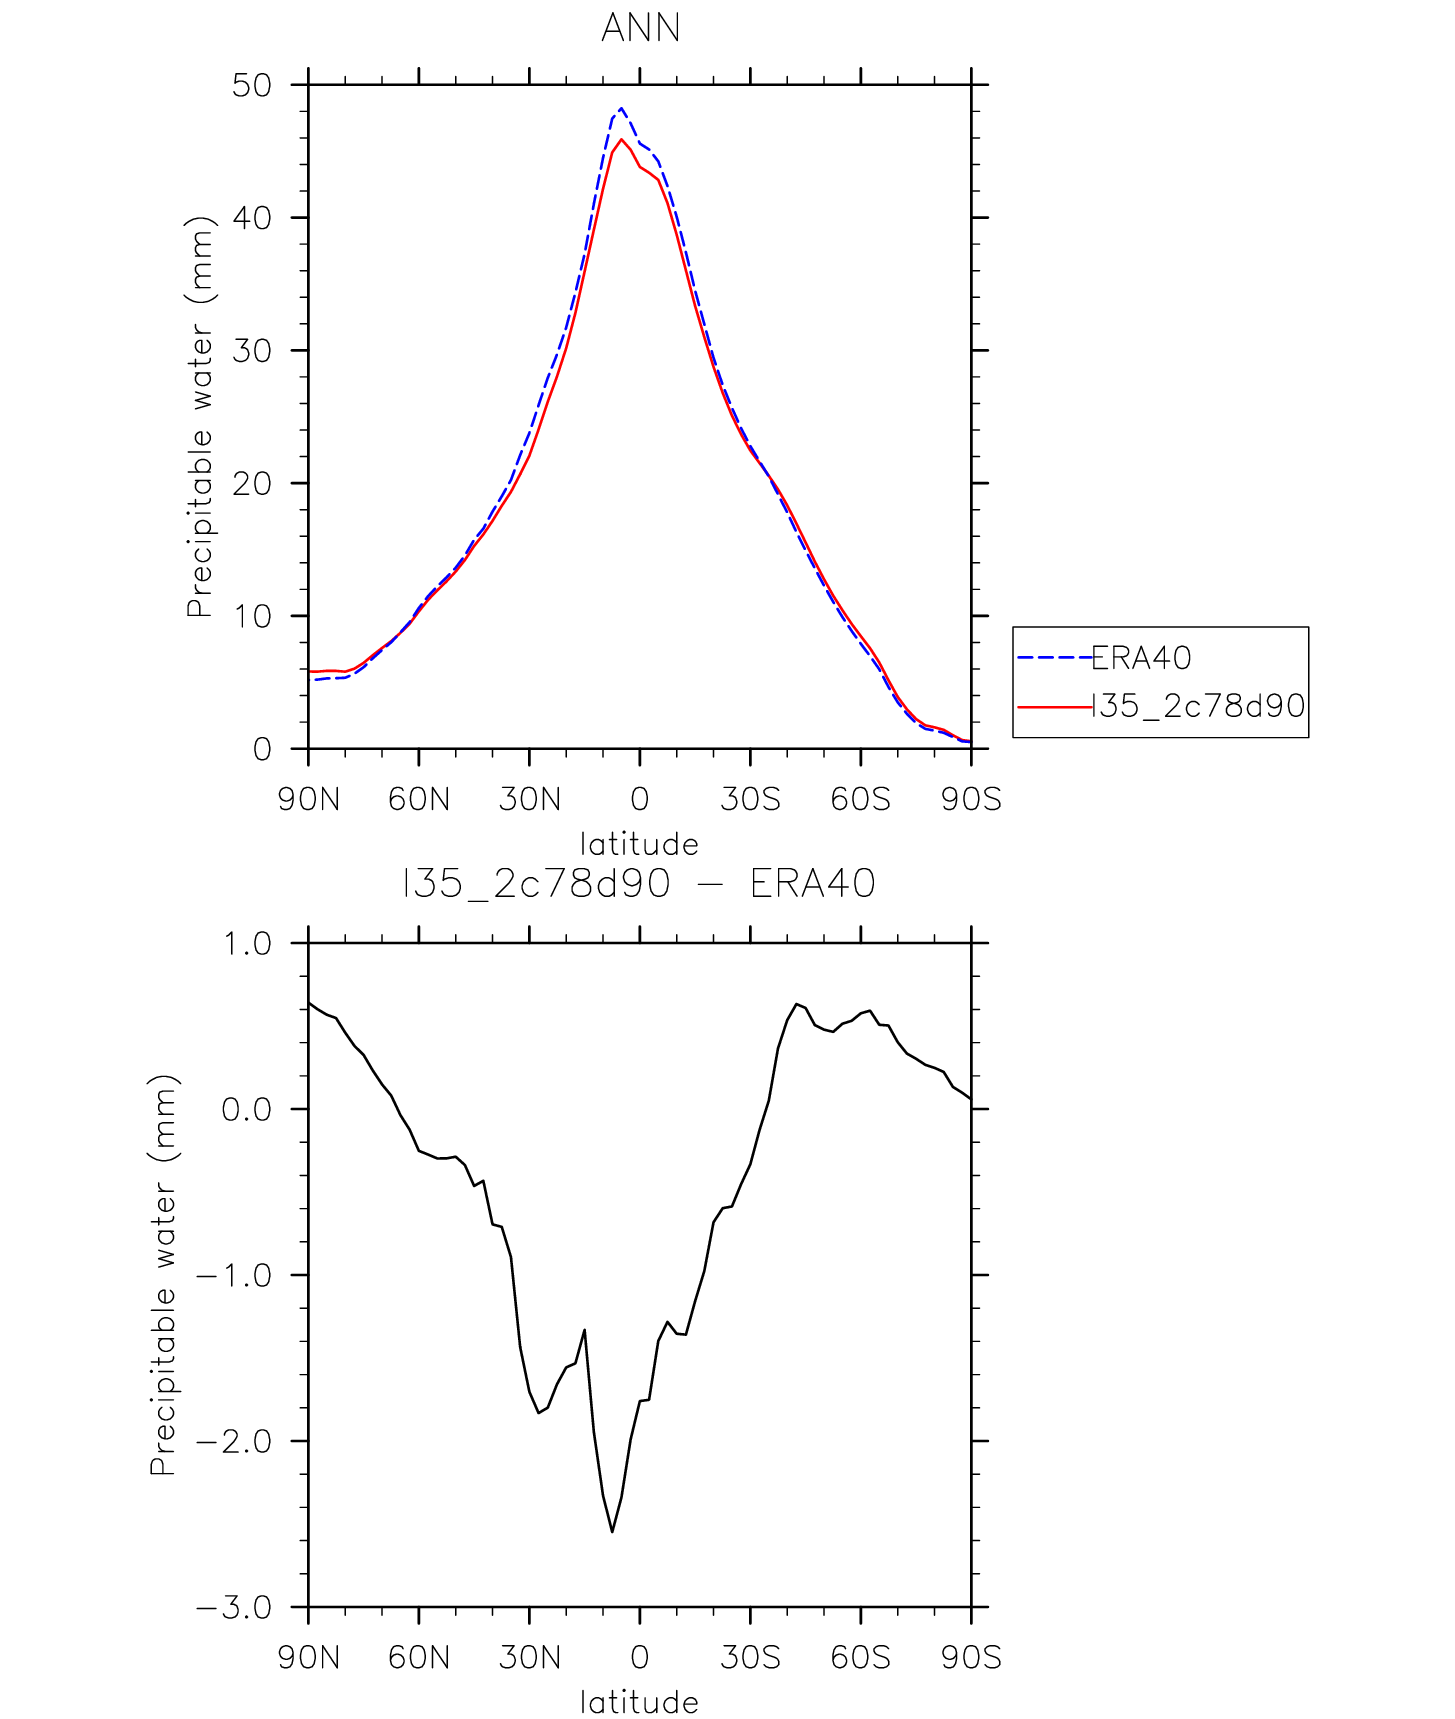 ANN
50
40
30
20
10
0
Precipitable water (mm)
90N 60N 30N 0 30S 60S 90S
latitude
ERA40
I35_2c78d90
I35_2c78d90 − ERA40
1.0
0.0
−1.0
−2.0
−3.0
Precipitable water (mm)
90N 60N 30N 0 30S 60S 90S
latitude